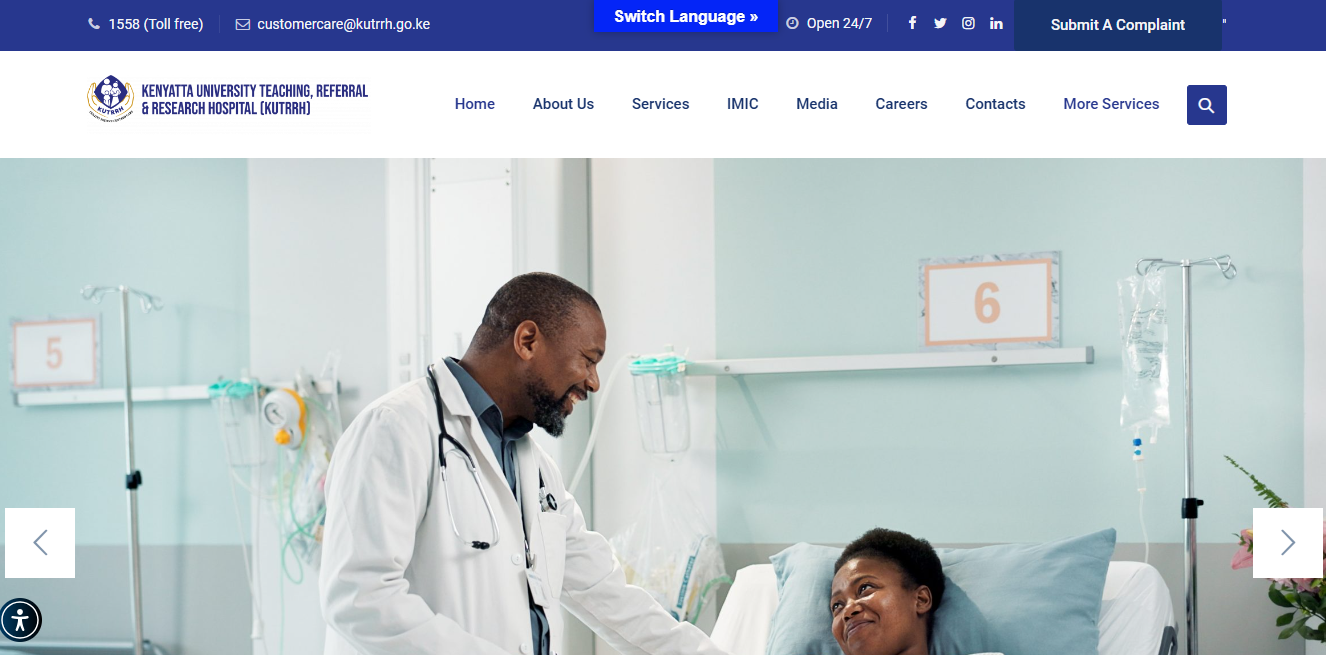 1558 (Toll free)
customercare@kutrrh.go.ke
Switch Language »
Open 24/7
Submit A Complaint
"
KENYATTA UNIVERSITY TEACHING, REFERRAL
& RESEARCH HOSPITAL (KUTRRH)
KUTRRH
Home
About Us
Services
IMIC
Media
Careers
Contacts
More Services
5
6